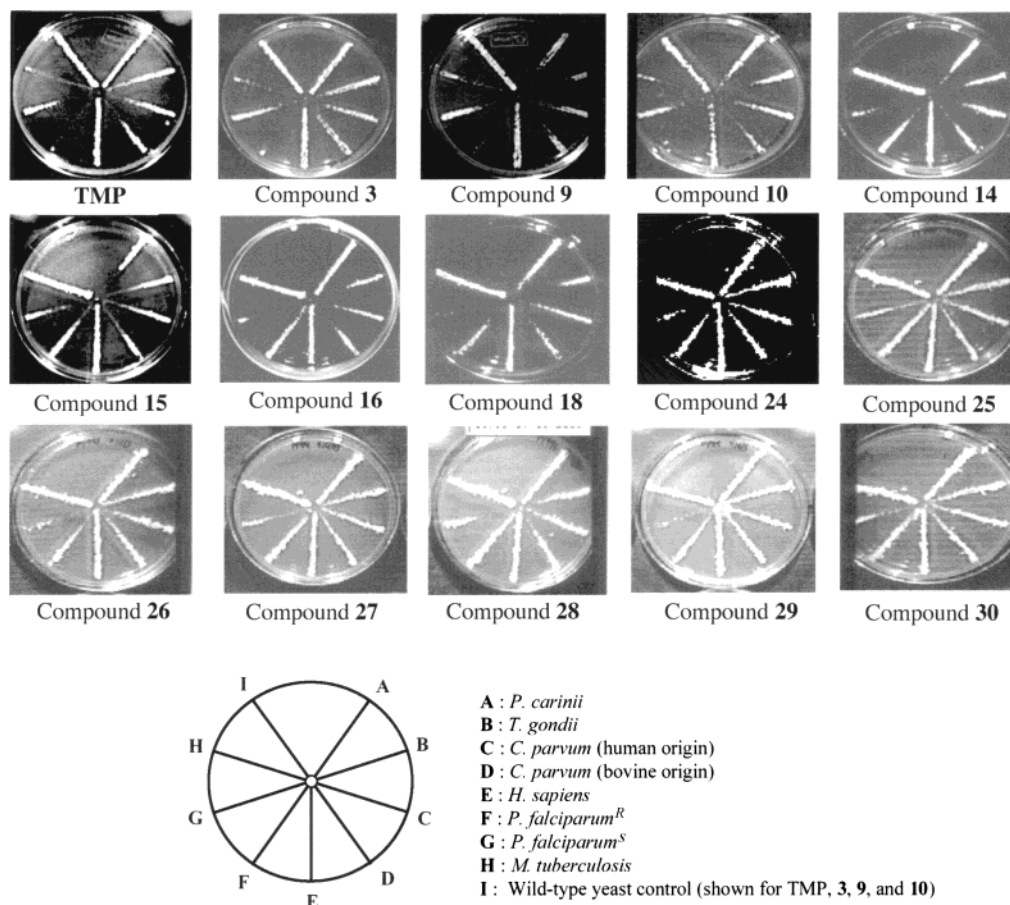 TMP Compound 3 Compound 9 Compound 10 Compound 14
Compound 15 Compound 16 Compound 18 Compound 24 Compound 25
Compound 26 Compound 27 Compound 28 Compound 29 Compound 30
I A
H B
G C
F D
E
A : P. carinii
B : T. gondii
C : C. parvum (human origin)
D : C. parvum (bovine origin)
E : H. sapiens
F : P. falciparumᴿ
G : P. falciparumˢ
H : M. tuberculosis
I : Wild-type yeast control (shown for TMP, 3, 9, and 10)